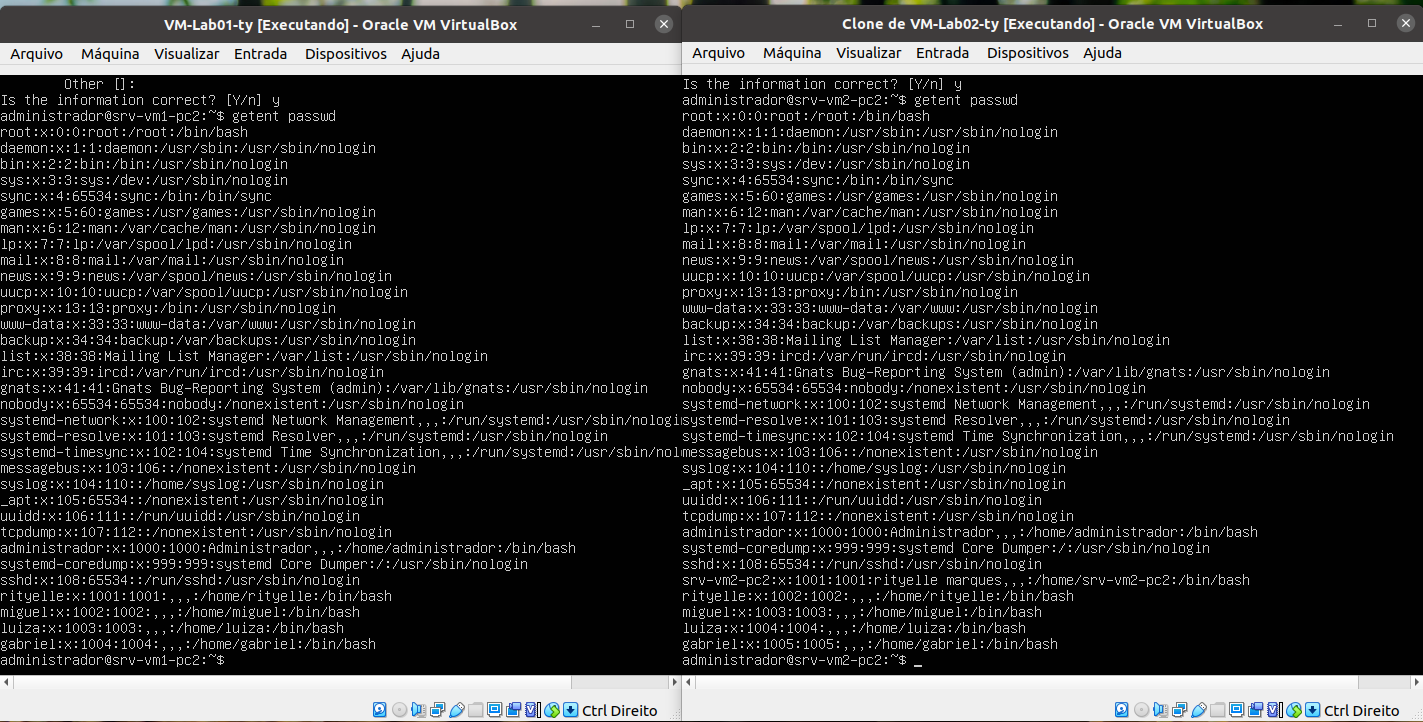 VM-Lab01-ty [Executando] - Oracle VM VirtualBox
Arquivo Máquina Visualizar Entrada Dispositivos Ajuda
Other []:
Is the information correct? [Y/n] y
administrador@srv-vm1-pc2:~$ getent passwd
root:x:0:0:root:/root:/bin/bash
daemon:x:1:1:daemon:/usr/sbin:/usr/sbin/nologin
bin:x:2:2:bin:/bin:/usr/sbin/nologin
sys:x:3:3:sys:/dev:/usr/sbin/nologin
sync:x:4:65534:sync:/bin:/bin/sync
games:x:5:60:games:/usr/games:/usr/sbin/nologin
man:x:6:12:man:/var/cache/man:/usr/sbin/nologin
lp:x:7:7:lp:/var/spool/lpd:/usr/sbin/nologin
mail:x:8:8:mail:/var/mail:/usr/sbin/nologin
news:x:9:9:news:/var/spool/news:/usr/sbin/nologin
uucp:x:10:10:uucp:/var/spool/uucp:/usr/sbin/nologin
proxy:x:13:13:proxy:/bin:/usr/sbin/nologin
www-data:x:33:33:www-data:/var/www:/usr/sbin/nologin
backup:x:34:34:backup:/var/backups:/usr/sbin/nologin
list:x:38:38:Mailing List Manager:/var/list:/usr/sbin/nologin
irc:x:39:39:ircd:/var/run/ircd:/usr/sbin/nologin
gnats:x:41:41:Gnats Bug-Reporting System (admin):/var/lib/gnats:/usr/sbin/nologin
nobody:x:65534:65534:nobody:/nonexistent:/usr/sbin/nologin
systemd-network:x:100:102:systemd Network Management,,,:/run/systemd:/usr/sbin/nologi
systemd-resolve:x:101:103:systemd Resolver,,,:/run/systemd:/usr/sbin/nologin
systemd-timesync:x:102:104:systemd Time Synchronization,,,:/run/systemd:/usr/sbin/nol
messagebus:x:103:106::/nonexistent:/usr/sbin/nologin
syslog:x:104:110::/home/syslog:/usr/sbin/nologin
_apt:x:105:65534::/nonexistent:/usr/sbin/nologin
uuidd:x:106:111::/run/uuidd:/usr/sbin/nologin
tcpdump:x:107:112::/nonexistent:/usr/sbin/nologin
administrador:x:1000:1000:Administrador,,,:/home/administrador:/bin/bash
systemd-coredump:x:999:999:systemd Core Dumper:/:/usr/sbin/nologin
sshd:x:108:65534::/run/sshd:/usr/sbin/nologin
rityelle:x:1001:1001:,,,:/home/rityelle:/bin/bash
miguel:x:1002:1002:,,,:/home/miguel:/bin/bash
luiza:x:1003:1003:,,,:/home/luiza:/bin/bash
gabriel:x:1004:1004:,,,:/home/gabriel:/bin/bash
administrador@srv-vm1-pc2:~$
Ctrl Direito
Clone de VM-Lab02-ty [Executando] - Oracle VM VirtualBox
Arquivo Máquina Visualizar Entrada Dispositivos Ajuda
Is the information correct? [Y/n] y
administrador@srv-vm2-pc2:~$ getent passwd
root:x:0:0:root:/root:/bin/bash
daemon:x:1:1:daemon:/usr/sbin:/usr/sbin/nologin
bin:x:2:2:bin:/bin:/usr/sbin/nologin
sys:x:3:3:sys:/dev:/usr/sbin/nologin
sync:x:4:65534:sync:/bin:/bin/sync
games:x:5:60:games:/usr/games:/usr/sbin/nologin
man:x:6:12:man:/var/cache/man:/usr/sbin/nologin
lp:x:7:7:lp:/var/spool/lpd:/usr/sbin/nologin
mail:x:8:8:mail:/var/mail:/usr/sbin/nologin
news:x:9:9:news:/var/spool/news:/usr/sbin/nologin
uucp:x:10:10:uucp:/var/spool/uucp:/usr/sbin/nologin
proxy:x:13:13:proxy:/bin:/usr/sbin/nologin
www-data:x:33:33:www-data:/var/www:/usr/sbin/nologin
backup:x:34:34:backup:/var/backups:/usr/sbin/nologin
list:x:38:38:Mailing List Manager:/var/list:/usr/sbin/nologin
irc:x:39:39:ircd:/var/run/ircd:/usr/sbin/nologin
gnats:x:41:41:Gnats Bug-Reporting System (admin):/var/lib/gnats:/usr/sbin/nologin
nobody:x:65534:65534:nobody:/nonexistent:/usr/sbin/nologin
systemd-network:x:100:102:systemd Network Management,,,:/run/systemd:/usr/sbin/nologin
systemd-resolve:x:101:103:systemd Resolver,,,:/run/systemd:/usr/sbin/nologin
systemd-timesync:x:102:104:systemd Time Synchronization,,,:/run/systemd:/usr/sbin/nologin
messagebus:x:103:106::/nonexistent:/usr/sbin/nologin
syslog:x:104:110::/home/syslog:/usr/sbin/nologin
_apt:x:105:65534::/nonexistent:/usr/sbin/nologin
uuidd:x:106:111::/run/uuidd:/usr/sbin/nologin
tcpdump:x:107:112::/nonexistent:/usr/sbin/nologin
administrador:x:1000:1000:Administrador,,,:/home/administrador:/bin/bash
systemd-coredump:x:999:999:systemd Core Dumper:/:/usr/sbin/nologin
sshd:x:108:65534::/run/sshd:/usr/sbin/nologin
srv-vm2-pc2:x:1001:1001:rityelle marques,,,:/home/srv-vm2-pc2:/bin/bash
rityelle:x:1002:1002:,,,:/home/rityelle:/bin/bash
miguel:x:1003:1003:,,,:/home/miguel:/bin/bash
luiza:x:1004:1004:,,,:/home/luiza:/bin/bash
gabriel:x:1005:1005:,,,:/home/gabriel:/bin/bash
administrador@srv-vm2-pc2:~$ _
Ctrl Direito